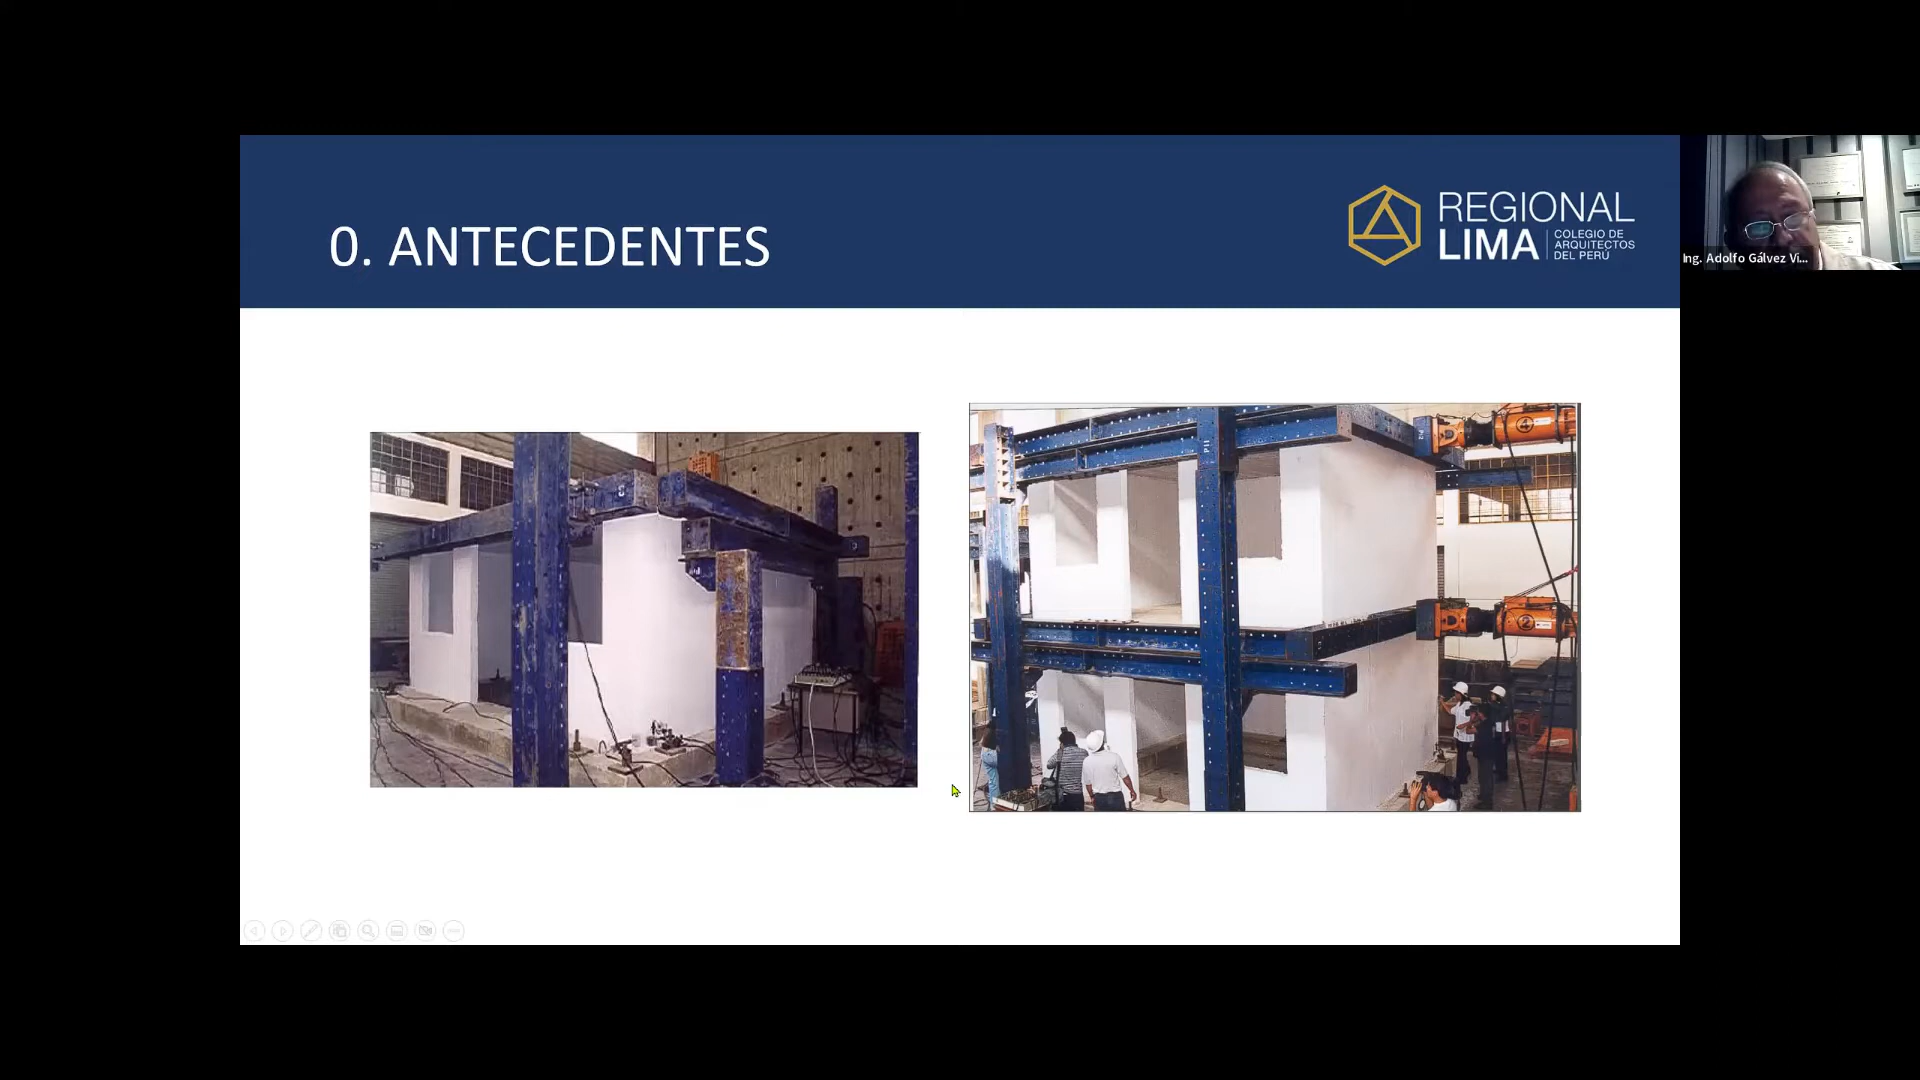 0. ANTECEDENTES
REGIONAL
LIMA
COLEGIO DE
ARQUITECTOS
DEL PERÚ
Ing. Adolfo Gálvez Vi...